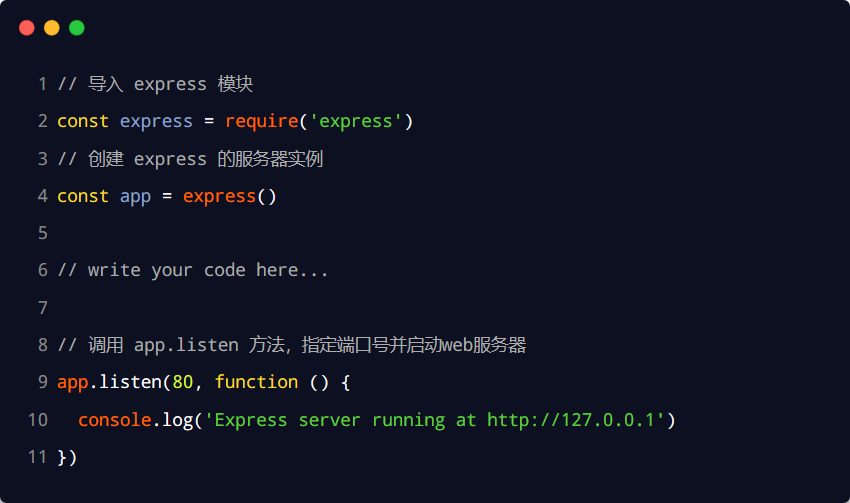 1 // 导入 express 模块
2 const express = require('express')
3 // 创建 express 的服务器实例
4 const app = express()
5
6 // write your code here...
7
8 // 调用 app.listen 方法，指定端口号并启动web服务器
9 app.listen(80, function () {
10   console.log('Express server running at http://127.0.0.1')
11 })